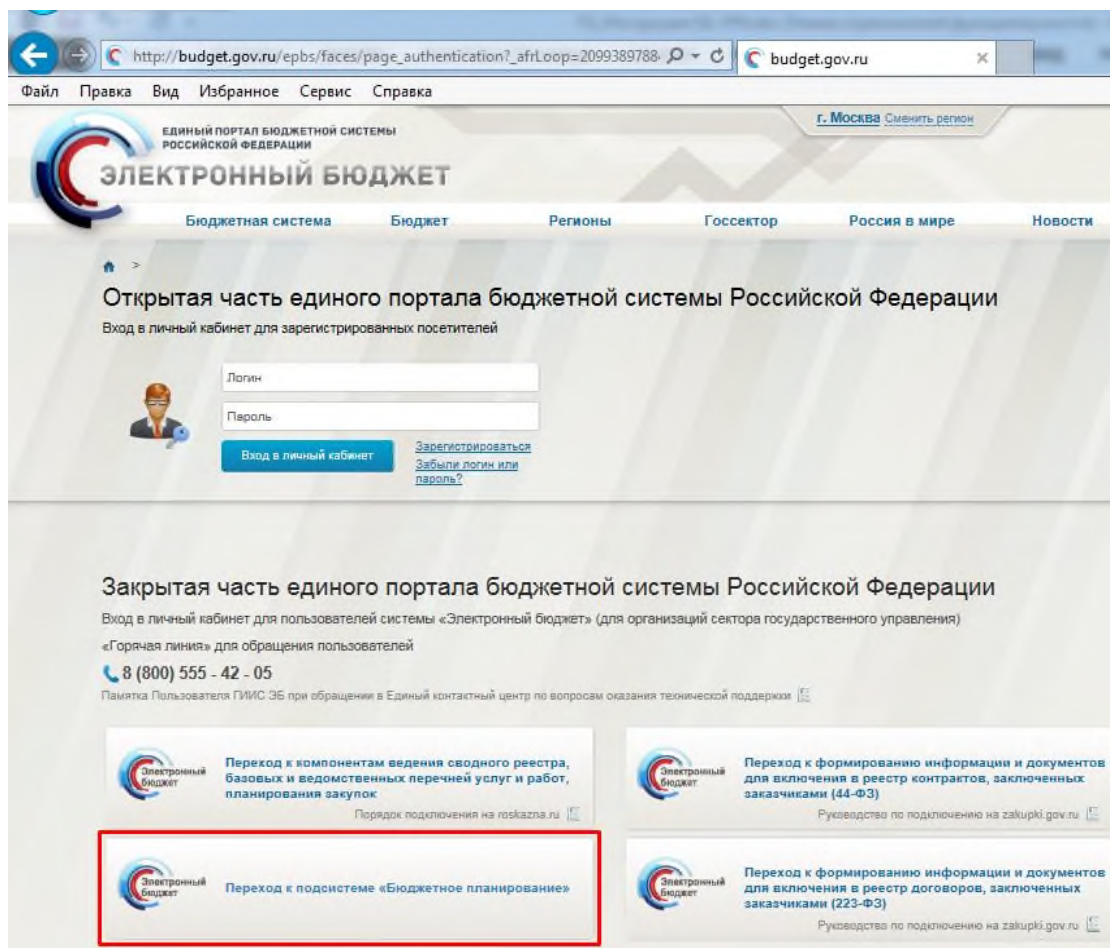 http://budget.gov.ru/epbs/faces/page_authentication?_afrLoop=2099389788
budget.gov.ru
Файл Правка Вид Избранное Сервис Справка
ЕДИНЫЙ ПОРТАЛ БЮДЖЕТНОЙ СИСТЕМЫ
РОССИЙСКОЙ ФЕДЕРАЦИИ
ЭЛЕКТРОННЫЙ БЮДЖЕТ
г. Москва Сменить регион
Бюджетная система Бюджет Регионы Госсектор Россия в мире Новости
>
Открытая часть единого портала бюджетной системы Российской Федерации
Вход в личный кабинет для зарегистрированных посетителей
Логин
Пароль
Вход в личный кабинет
Зарегистрироваться
Забыли логин или
пароль?
Закрытая часть единого портала бюджетной системы Российской Федерации
Вход в личный кабинет для пользователей системы «Электронный бюджет» (для организаций сектора государственного управления)
«Горячая линия» для обращения пользователей
8 (800) 555 - 42 - 05
Памятка Пользователя ГИИС ЭБ при обращении в Единый контактный центр по вопросам оказания технической поддержки
Электронный
бюджет
Переход к компонентам ведения сводного реестра,
базовых и ведомственных перечней услуг и работ,
планирования закупок
Порядок подключения на roskazna.ru
Электронный
бюджет
Переход к формированию информации и документов
для включения в реестр контрактов, заключенных
заказчиками (44-ФЗ)
Руководство по подключению на zakupki.gov.ru
Электронный
бюджет
Переход к подсистеме «Бюджетное планирование»
Электронный
бюджет
Переход к формированию информации и документов
для включения в реестр договоров, заключенных
заказчиками (223-ФЗ)
Руководство по подключению на zakupki.gov.ru